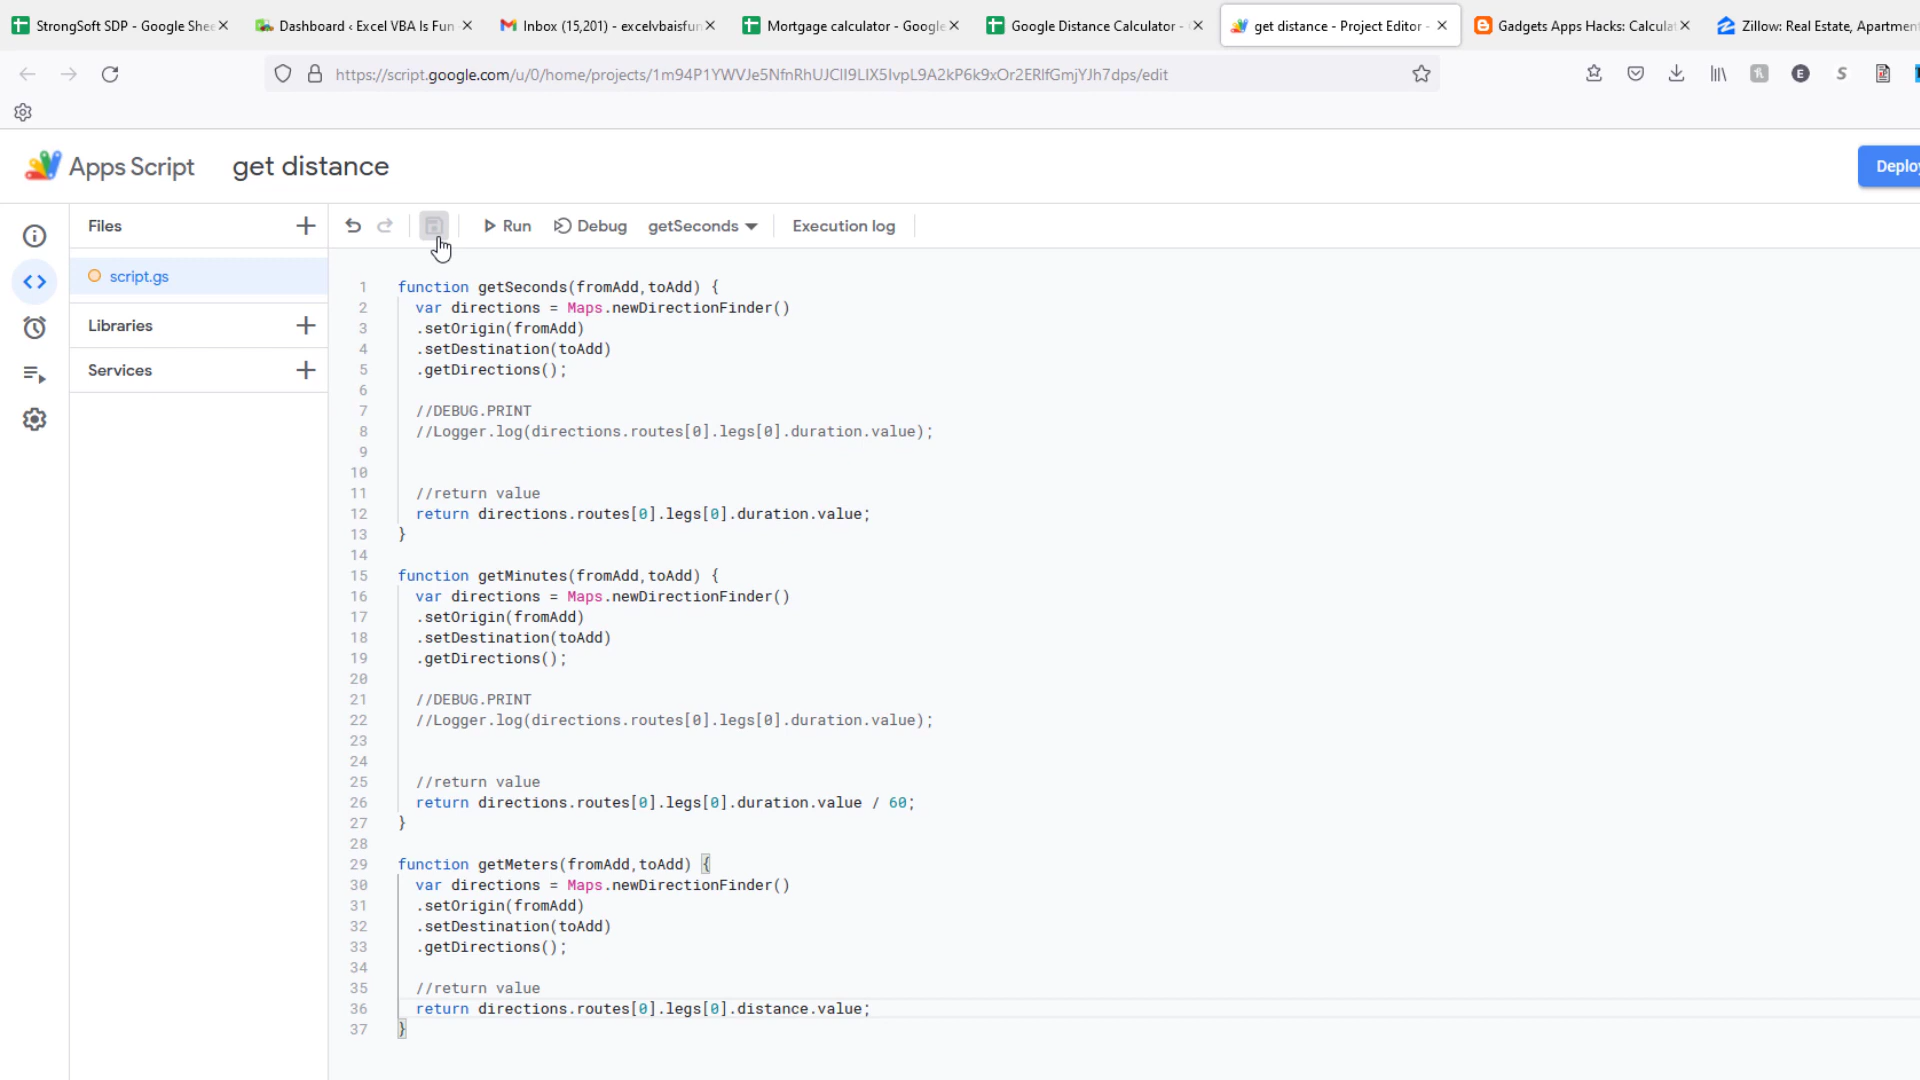 StrongSoft SDP - Google Shee
Dashboard ‹ Excel VBA Is Fun
Inbox (15,201) - excelvbaisfun
Mortgage calculator - Google
Google Distance Calculator -
get distance - Project Editor -
Gadgets Apps Hacks: Calculat
Zillow: Real Estate, Apartmen
https://script.google.com/u/0/home/projects/1m94P1YWVJe5NfnRhUJClI9LIX5IvpL9A2kP6k9xOr2ERlfGmjYJh7dps/edit
Apps Script
get distance
Deploy
Files
Run
Debug
getSeconds
Execution log
script.gs
Libraries
Services
1 function getSeconds(fromAdd,toAdd) {
2 var directions = Maps.newDirectionFinder()
3 .setOrigin(fromAdd)
4 .setDestination(toAdd)
5 .getDirections();
6
7 //DEBUG.PRINT
8 //Logger.log(directions.routes[0].legs[0].duration.value);
9
10
11 //return value
12 return directions.routes[0].legs[0].duration.value;
13 }
14
15 function getMinutes(fromAdd,toAdd) {
16 var directions = Maps.newDirectionFinder()
17 .setOrigin(fromAdd)
18 .setDestination(toAdd)
19 .getDirections();
20
21 //DEBUG.PRINT
22 //Logger.log(directions.routes[0].legs[0].duration.value);
23
24
25 //return value
26 return directions.routes[0].legs[0].duration.value / 60;
27 }
28
29 function getMeters(fromAdd,toAdd) {
30 var directions = Maps.newDirectionFinder()
31 .setOrigin(fromAdd)
32 .setDestination(toAdd)
33 .getDirections();
34
35 //return value
36 return directions.routes[0].legs[0].distance.value;
37 }